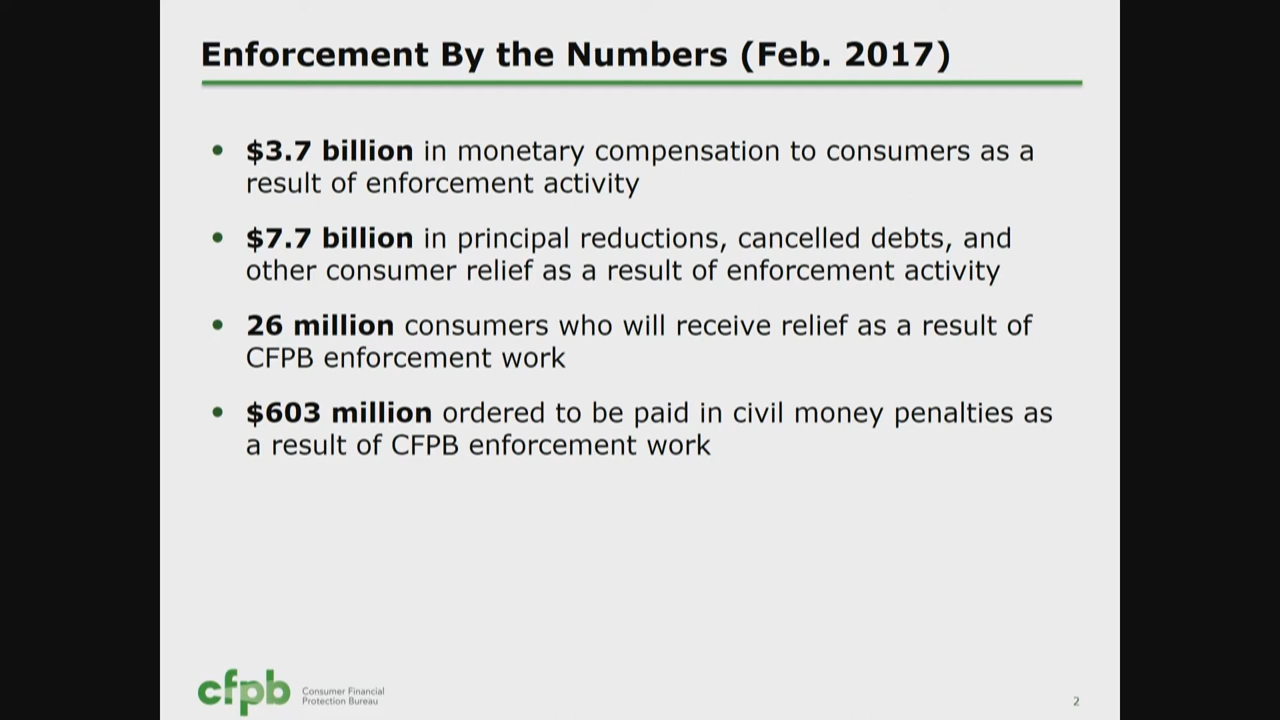 Enforcement By the Numbers (Feb. 2017)
• $3.7 billion in monetary compensation to consumers as a
result of enforcement activity
• $7.7 billion in principal reductions, cancelled debts, and
other consumer relief as a result of enforcement activity
• 26 million consumers who will receive relief as a result of
CFPB enforcement work
• $603 million ordered to be paid in civil money penalties as
a result of CFPB enforcement work
cfpb
Consumer Financial
Protection Bureau
2